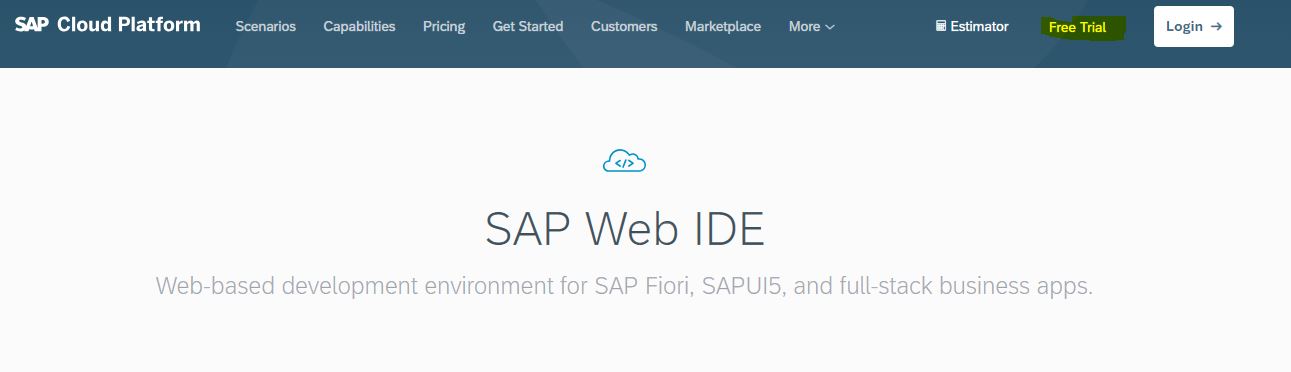 SAP Cloud Platform Scenarios Capabilities Pricing Get Started Customers Marketplace More Estimator Free Trial Login →
</>
SAP Web IDE
Web-based development environment for SAP Fiori, SAPUI5, and full-stack business apps.